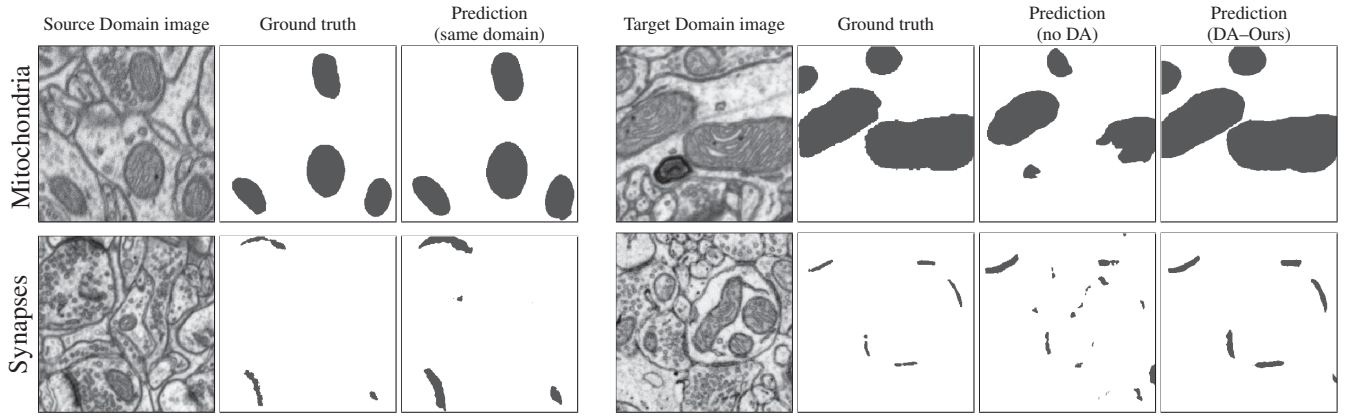 Source Domain image
Ground truth
Prediction
(same domain)
Target Domain image
Ground truth
Prediction
(no DA)
Prediction
(DA–Ours)
Mitochondria
Synapses